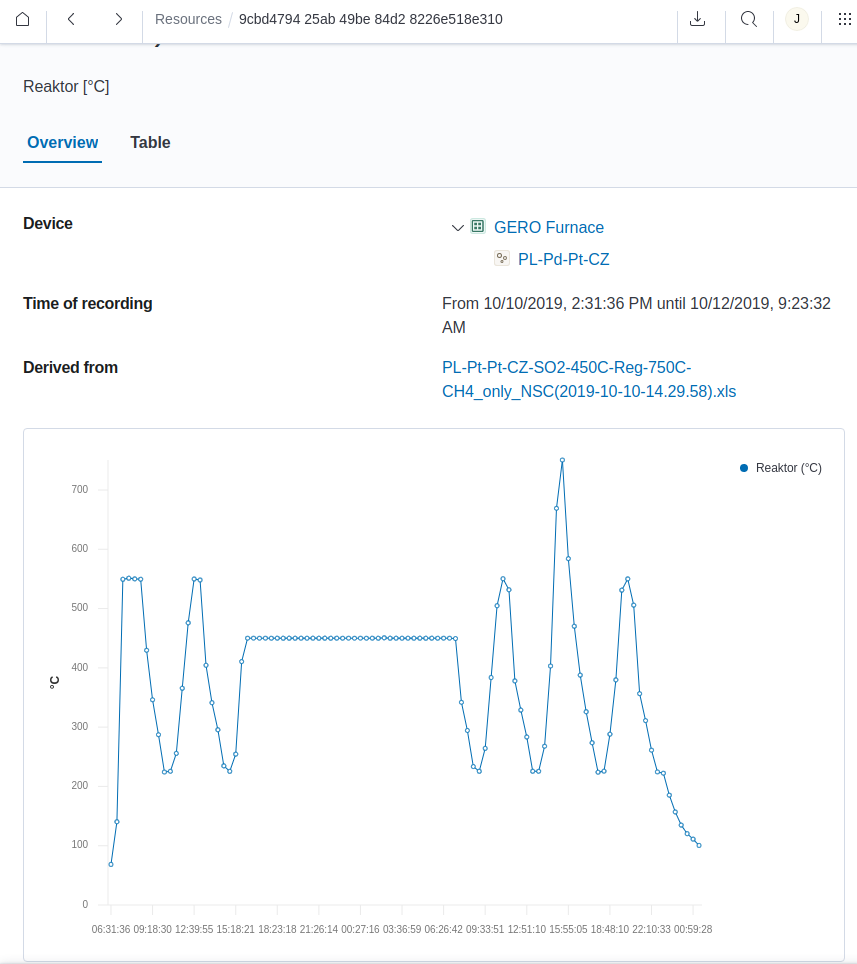 Resources / 9cbd4794 25ab 49be 84d2 8226e518e310 J
Reaktor [°C]
Overview Table
Device
GERO Furnace
PL-Pd-Pt-CZ
Time of recording
From 10/10/2019, 2:31:36 PM until 10/12/2019, 9:23:32
AM
Derived from
PL-Pt-Pt-CZ-SO2-450C-Reg-750C-
CH4_only_NSC(2019-10-10-14.29.58).xls
Reaktor (°C)
700
600
500
400
°C
300
200
100
0
06:31:36 09:18:30 12:39:55 15:18:21 18:23:18 21:26:14 00:27:16 03:36:59 06:26:42 09:33:51 12:51:10 15:55:05 18:48:10 22:10:33 00:59:28